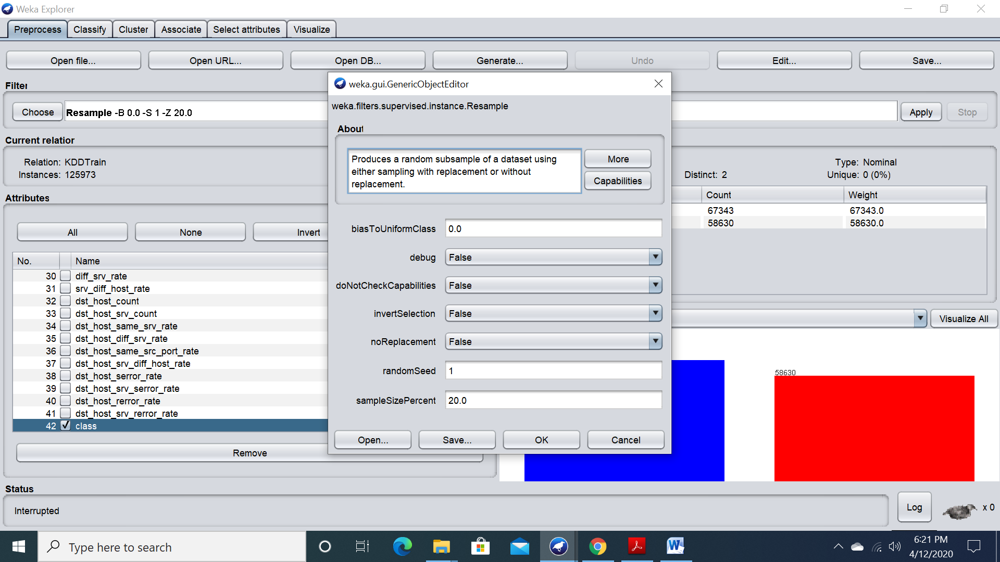 Weka Explorer
Preprocess Classify Cluster Associate Select attributes Visualize
Open file... Open URL... Open DB... Generate... Undo Edit... Save...
Filter
Choose Resample -B 0.0 -S 1 -Z 20.0 Apply Stop
Current relation
Relation: KDDTrain
Instances: 125973
Attributes
All None Invert
No. Name
30 diff_srv_rate
31 srv_diff_host_rate
32 dst_host_count
33 dst_host_srv_count
34 dst_host_same_srv_rate
35 dst_host_diff_srv_rate
36 dst_host_same_src_port_rate
37 dst_host_srv_diff_host_rate
38 dst_host_serror_rate
39 dst_host_srv_serror_rate
40 dst_host_rerror_rate
41 dst_host_srv_rerror_rate
42 class
Remove
weka.gui.GenericObjectEditor
weka.filters.supervised.instance.Resample
About
Produces a random subsample of a dataset using
either sampling with replacement or without
replacement.
More
Capabilities
biasToUniformClass 0.0
debug False
doNotCheckCapabilities False
invertSelection False
noReplacement False
randomSeed 1
sampleSizePercent 20.0
Open... Save... OK Cancel
Type: Nominal
Distinct: 2 Unique: 0 (0%)
Count Weight
67343 67343.0
58630 58630.0
Visualize All
58630
Status
Interrupted
Log x 0
Type here to search
6:21 PM
4/12/2020